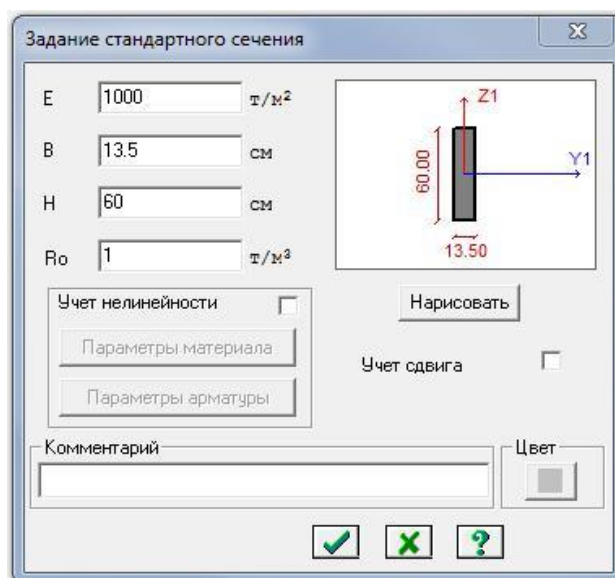 Задание стандартного сечения
E 1000 т/м²
B 13.5 см
H 60 см
Ro 1 т/м³
Z1
Y1
60.00
13.50
Учет нелинейности
Параметры материала
Параметры арматуры
Нарисовать
Учет сдвига
Комментарий
Цвет
?